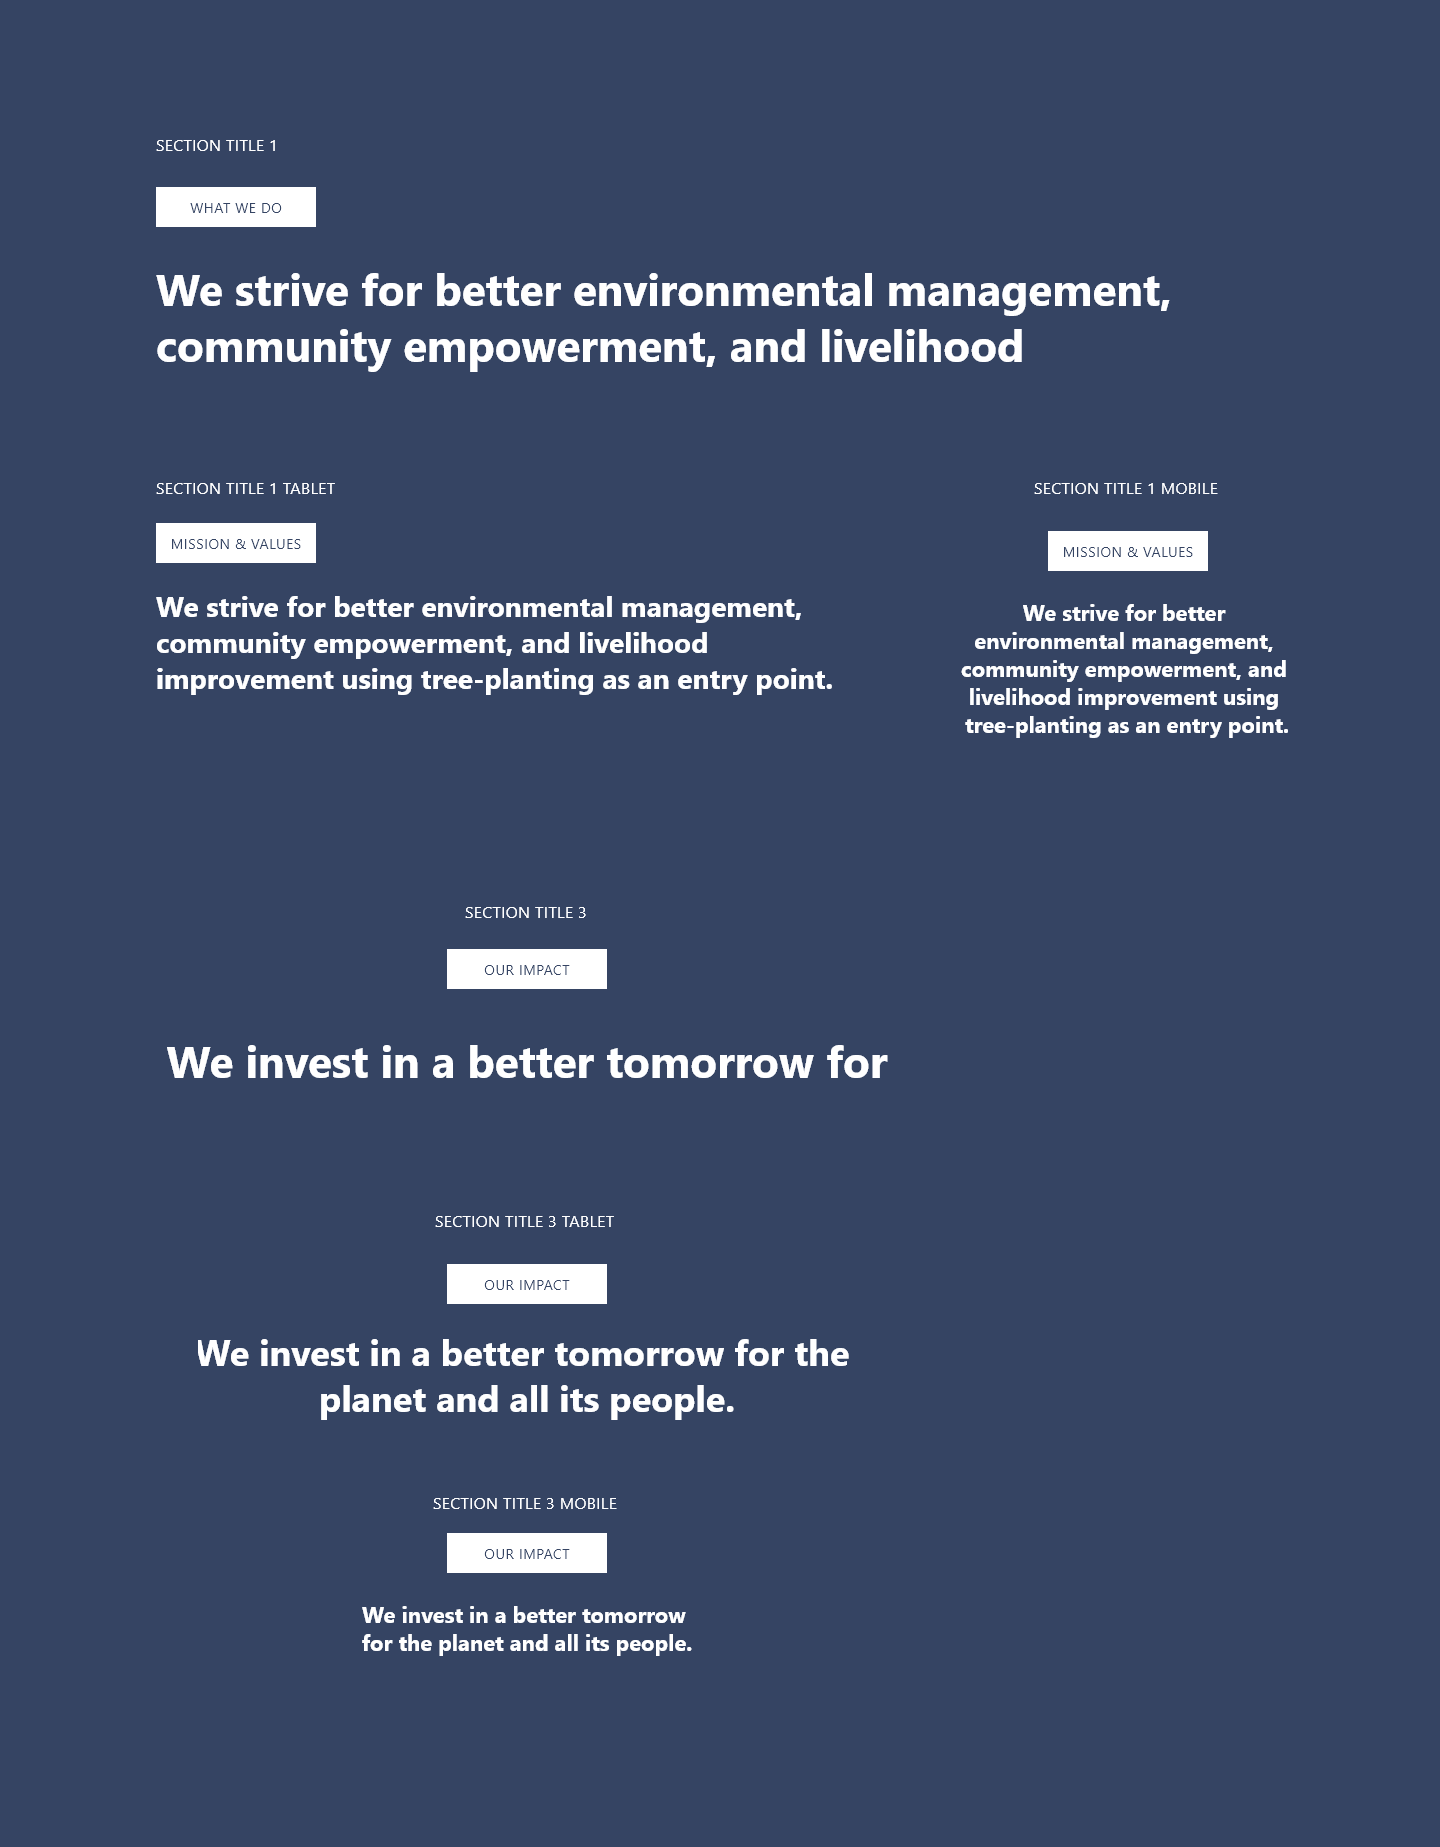 SECTION TITLE 1
WHAT WE DO
We strive for better environmental management,
community empowerment, and livelihood
SECTION TITLE 1 TABLET
MISSION & VALUES
We strive for better environmental management,
community empowerment, and livelihood
improvement using tree-planting as an entry point.
SECTION TITLE 1 MOBILE
MISSION & VALUES
We strive for better
environmental management,
community empowerment, and
livelihood improvement using
tree-planting as an entry point.
SECTION TITLE 3
OUR IMPACT
We invest in a better tomorrow for
SECTION TITLE 3 TABLET
OUR IMPACT
We invest in a better tomorrow for the
planet and all its people.
SECTION TITLE 3 MOBILE
OUR IMPACT
We invest in a better tomorrow
for the planet and all its people.